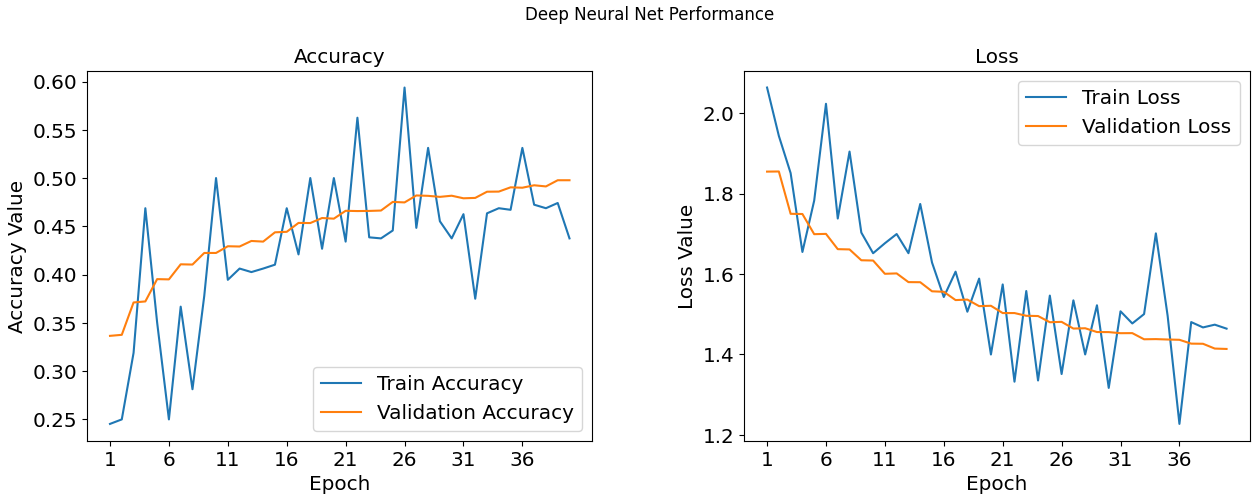 Deep Neural Net Performance
Accuracy
Accuracy Value
0.60
0.55
0.50
0.45
0.40
0.35
0.30
0.25
Train Accuracy
Validation Accuracy
1 6 11 16 21 26 31 36
Epoch
Loss
Loss Value
2.0
1.8
1.6
1.4
1.2
Train Loss
Validation Loss
1 6 11 16 21 26 31 36
Epoch